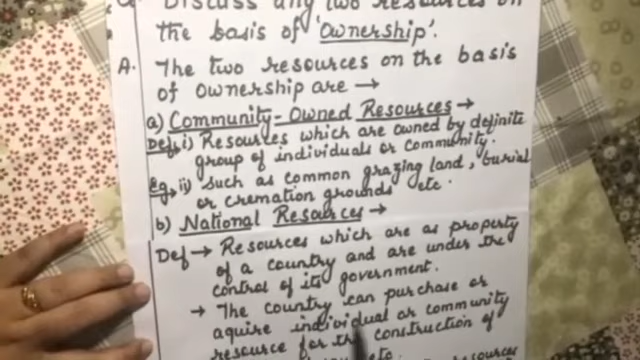 Discuss any two Resources on
the basis of 'Ownership'.
A. The two resources on the basis
of ownership are →
a) Community-Owned Resources →
Def i) Resources which are owned by definite
group of individuals or community.
Eg → ii) Such as common grazing land, burial
or cremation grounds etc.
b) National Resources →
Def → Resources which are as property
of a country and are under the
control of its government.
→ The country can purchase or
aquire individual or community
resource for the construction of
etc.
resources